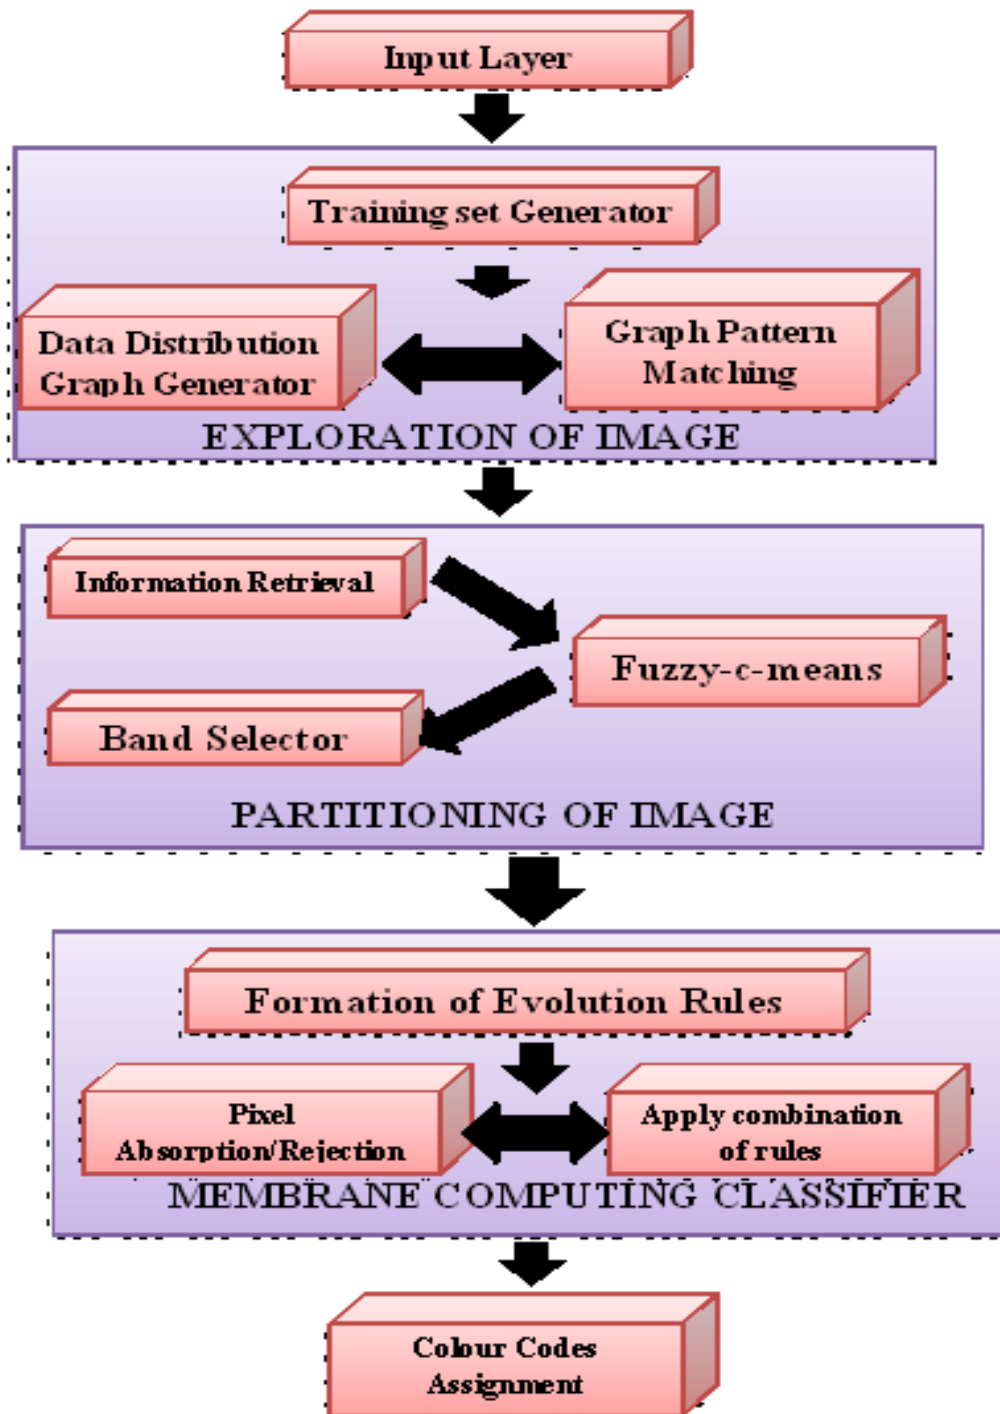 Input Layer
Training set Generator
Data Distribution
Graph Generator
Graph Pattern
Matching
EXPLORATION OF IMAGE
Information Retrieval
Fuzzy-c-means
Band Selector
PARTITIONING OF IMAGE
Formation of Evolution Rules
Pixel
Absorption/Rejection
Apply combination
of rules
MEMBRANE COMPUTING CLASSIFIER
Colour Codes
Assignment